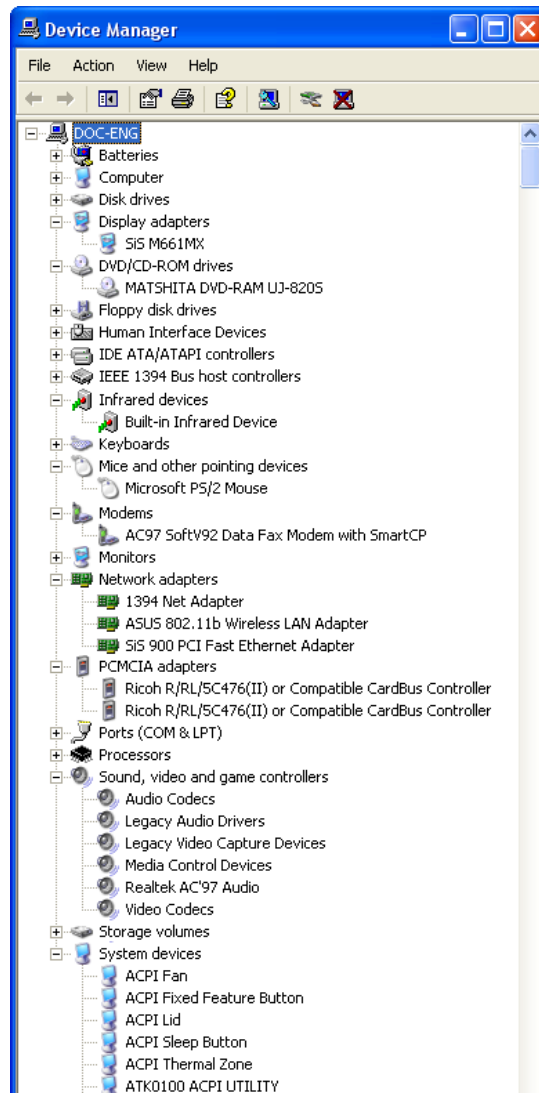 Device Manager
File Action View Help
DOC-ENG
Batteries
Computer
Disk drives
Display adapters
SiS M661MX
DVD/CD-ROM drives
MATSHITA DVD-RAM UJ-820S
Floppy disk drives
Human Interface Devices
IDE ATA/ATAPI controllers
IEEE 1394 Bus host controllers
Infrared devices
Built-in Infrared Device
Keyboards
Mice and other pointing devices
Microsoft PS/2 Mouse
Modems
AC97 SoftV92 Data Fax Modem with SmartCP
Monitors
Network adapters
1394 Net Adapter
ASUS 802.11b Wireless LAN Adapter
SiS 900 PCI Fast Ethernet Adapter
PCMCIA adapters
Ricoh R/RL/5C476(II) or Compatible CardBus Controller
Ricoh R/RL/5C476(II) or Compatible CardBus Controller
Ports (COM & LPT)
Processors
Sound, video and game controllers
Audio Codecs
Legacy Audio Drivers
Legacy Video Capture Devices
Media Control Devices
Realtek AC'97 Audio
Video Codecs
Storage volumes
System devices
ACPI Fan
ACPI Fixed Feature Button
ACPI Lid
ACPI Sleep Button
ACPI Thermal Zone
ATK0100 ACPI UTILITY